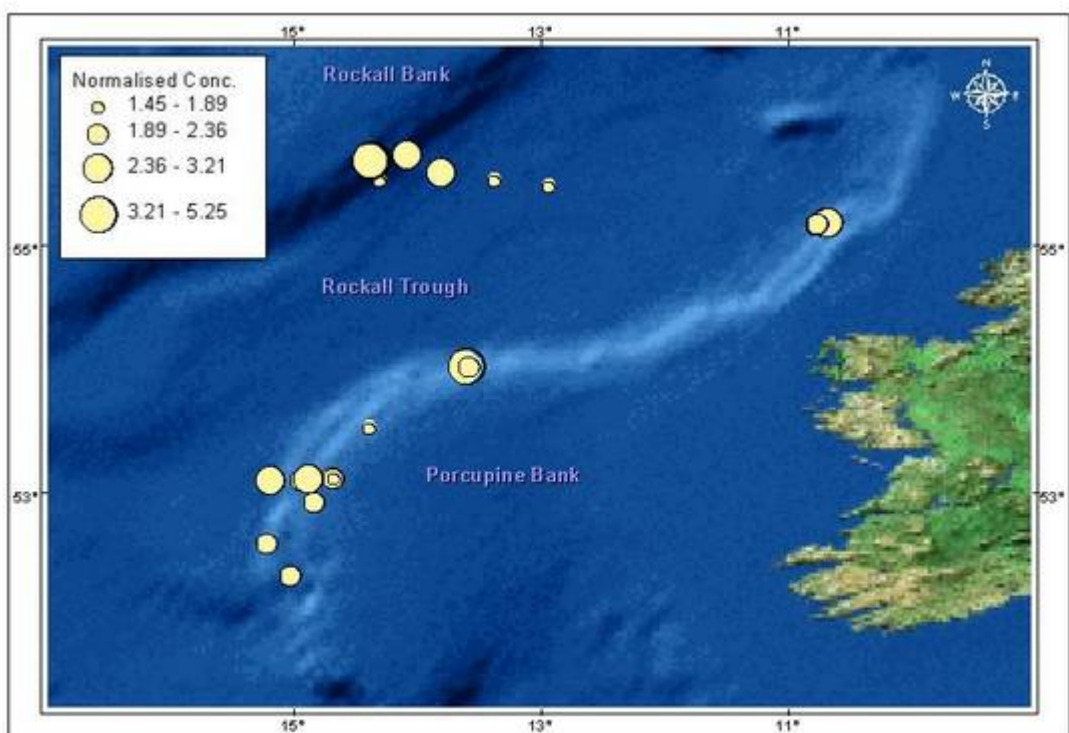 15°
13°
11°
Normalised Conc.
1.45 - 1.89
1.89 - 2.36
2.36 - 3.21
3.21 - 5.25
Rockall Bank
N
W E
S
55°
55°
Rockall Trough
Porcupine Bank
53°
53°
15°
13°
11°